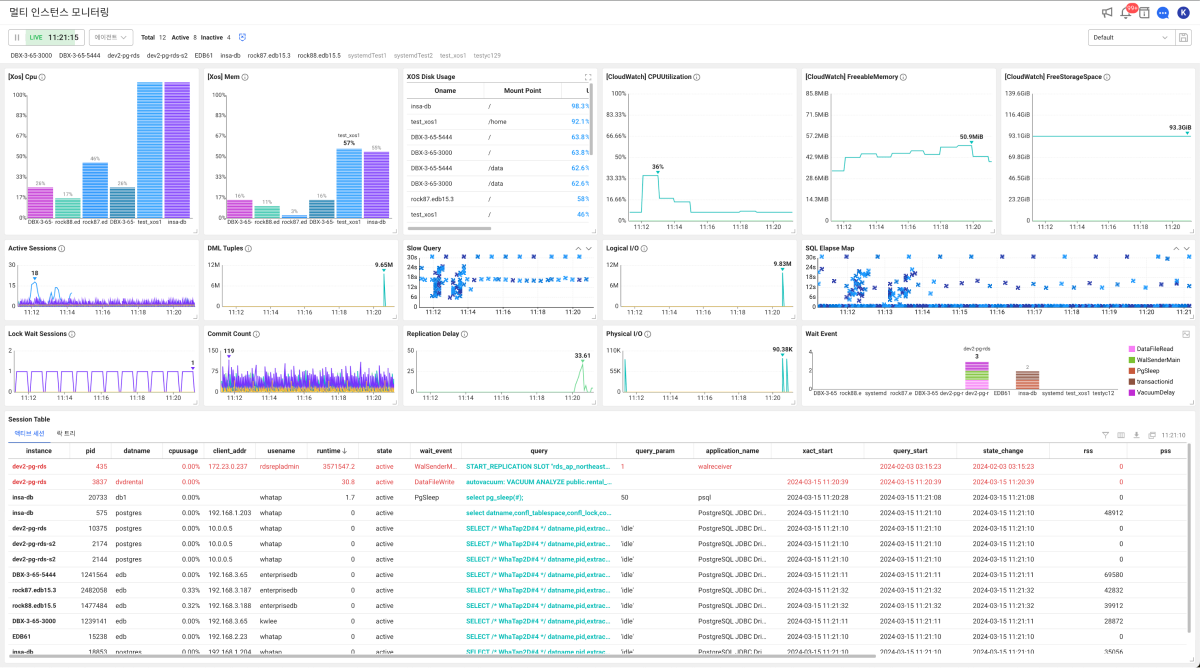 멀티 인스턴스 모니터링
99+
K
LIVE 11:21:15 에이전트 Total 12 Active 8 Inactive 4
Default
DBX-3-65-3000 DBX-3-65-5444 dev2-pg-rds dev2-pg-rds-s2 EDB61 insa-db rock87.edb15.3 rock88.edb15.5 systemdTest1 systemdTest2 test_xos1 testyc129
[Xos] Cpu
100%
83%
67%
50%
33%
17%
0%
26%
17%
46%
26%
DBX-3-65- rock88.ed rock87.ed DBX-3-65- test_xos1 insa-db
[Xos] Mem
100%
83%
67%
50%
33%
17%
0%
16%
11%
3%
16%
test_xos1
57%
55%
DBX-3-65- rock88.ed rock87.ed DBX-3-65- test_xos1 insa-db
XOS Disk Usage
Oname Mount Point
insa-db / 98.3%
test_xos1 /home 92.1%
DBX-3-65-5444 / 63.8%
DBX-3-65-3000 / 63.8%
DBX-3-65-5444 /data 62.6%
DBX-3-65-3000 /data 62.6%
rock87.edb15.3 / 58%
test_xos1 / 46%
[CloudWatch] CPUUtilization
100%
83.33%
66.66%
50%
33.33%
16.66%
0%
36%
11:12 11:14 11:16 11:18 11:20
[CloudWatch] FreeableMemory
85.8MiB
71.5MiB
57.2MiB
42.9MiB
28.6MiB
14.3MiB
0
50.9MiB
11:12 11:14 11:16 11:18 11:20
[CloudWatch] FreeStorageSpace
139.6GiB
116.4GiB
93.1GiB
69.8GiB
46.5GiB
23.2GiB
0
93.3GiB
11:12 11:14 11:16 11:18 11:20
Active Sessions
30
15
0
18
11:12 11:14 11:16 11:18 11:20
DML Tuples
12M
6M
0
9.65M
11:12 11:14 11:16 11:18 11:20
Slow Query
30s
24s
18s
12s
6s
0
11:12 11:14 11:16 11:18 11:20
Logical I/O
12M
6M
0
9.83M
11:12 11:14 11:16 11:18 11:20
SQL Elapse Map
30s
24s
18s
12s
6s
0
11:12 11:13 11:14 11:15 11:16 11:17 11:18 11:19 11:20 11:21
Lock Wait Sessions
2
1
0
1
11:12 11:14 11:16 11:18 11:20
Commit Count
150
75
0
119
11:12 11:14 11:16 11:18 11:20
Replication Delay
50
25
0
33.61
11:12 11:14 11:16 11:18 11:20
Physical I/O
110K
55K
0
90.38K
11:12 11:14 11:16 11:18 11:20
Wait Event
4
2
0
dev2-pg-rds
3
2
DBX-3-65 rock88.e systemd rock87.e DBX-3-65 dev2-pg-r dev2-pg-r EDB61 insa-db systemd test_xos1 testyc12
DataFileRead
WalSenderMain
PgSleep
transactionid
VacuumDelay
Session Table
액티브 세션 락 트리
11:21:10
instance pid datname cpuusage client_addr usename runtime ↓ state wait_event query query_param application_name xact_start query_start state_change rss pss
dev2-pg-rds 435 0.00% 172.23.0.237 rdsrepladmin 3571547.2 active WalSenderM... START_REPLICATION SLOT "rds_ap_northeast... 1 walreceiver 2024-02-03 03:15:23 2024-02-03 03:15:23 0
dev2-pg-rds 3837 dvdrental 0.00% 30.8 active DataFileWrite autovacuum: VACUUM ANALYZE public.rental_... 2024-03-15 11:20:39 2024-03-15 11:20:39 2024-03-15 11:20:39 0
insa-db 20733 db1 0.00% whatap 1.7 active PgSleep select pg_sleep(#); 50 psql 2024-03-15 11:20:28 2024-03-15 11:21:08 2024-03-15 11:21:08 0
insa-db 575 postgres 0.00% 192.168.1.203 whatap 0 active select datname,confl_tablespace,confl_lock,co... PostgreSQL JDBC Dri... 2024-03-15 11:21:10 2024-03-15 11:21:10 2024-03-15 11:21:10 48912
dev2-pg-rds 10375 postgres 0.00% 10.0.0.5 whatap 0 active SELECT /* WhaTap2D#4 */ datname,pid,extrac... 'idle' PostgreSQL JDBC Dri... 2024-03-15 11:21:10 2024-03-15 11:21:10 2024-03-15 11:21:10 0
dev2-pg-rds-s2 2174 postgres 0.00% 10.0.0.5 whatap 0 active SELECT /* WhaTap2D#4 */ datname,pid,extrac... 'idle' PostgreSQL JDBC Dri... 2024-03-15 11:21:10 2024-03-15 11:21:10 2024-03-15 11:21:10 0
dev2-pg-rds-s2 2144 postgres 0.00% 10.0.0.5 whatap 0 active SELECT /* WhaTap2D#4 */ datname,pid,extrac... 'idle' PostgreSQL JDBC Dri... 2024-03-15 11:21:10 2024-03-15 11:21:10 2024-03-15 11:21:10 0
DBX-3-65-5444 1241564 edb 0.00% 192.168.3.65 enterprisedb 0 active SELECT /* WhaTap2D#4 */ datname,pid,extrac... 'idle' PostgreSQL JDBC Dri... 2024-03-15 11:21:11 2024-03-15 11:21:11 2024-03-15 11:21:11 69580
rock87.edb15.3 2482058 edb 0.33% 192.168.3.187 enterprisedb 0 active SELECT /* WhaTap2D#4 */ datname,pid,extrac... 'idle' PostgreSQL JDBC Dri... 2024-03-15 11:21:32 2024-03-15 11:21:32 2024-03-15 11:21:32 42832
rock88.edb15.5 1477484 edb 0.32% 192.168.3.188 enterprisedb 0 active SELECT /* WhaTap2D#4 */ datname,pid,extrac... 'idle' PostgreSQL JDBC Dri... 2024-03-15 11:21:32 2024-03-15 11:21:32 2024-03-15 11:21:32 39912
DBX-3-65-3000 1239141 edb 0.00% 192.168.3.65 kwlee 0 active SELECT /* WhaTap2D#4 */ datname,pid,extrac... 'idle' PostgreSQL JDBC Dri... 2024-03-15 11:21:11 2024-03-15 11:21:11 2024-03-15 11:21:11 28872
EDB61 15238 edb 0.00% 192.168.2.23 whatap 0 active SELECT /* WhaTap2D#4 */ datname,pid,extrac... 'idle' PostgreSQL JDBC Dri... 2024-03-15 11:21:10 2024-03-15 11:21:10 2024-03-15 11:21:10 0
insa-db 18853 postgres 0.00% 192.168.1.204 whatap 0 active SELECT /* WhaTap2D#4 */ datname,pid,extrac... 'idle' PostgreSQL JDBC Dri... 2024-03-15 11:21:10 2024-03-15 11:21:10 2024-03-15 11:21:10 35056